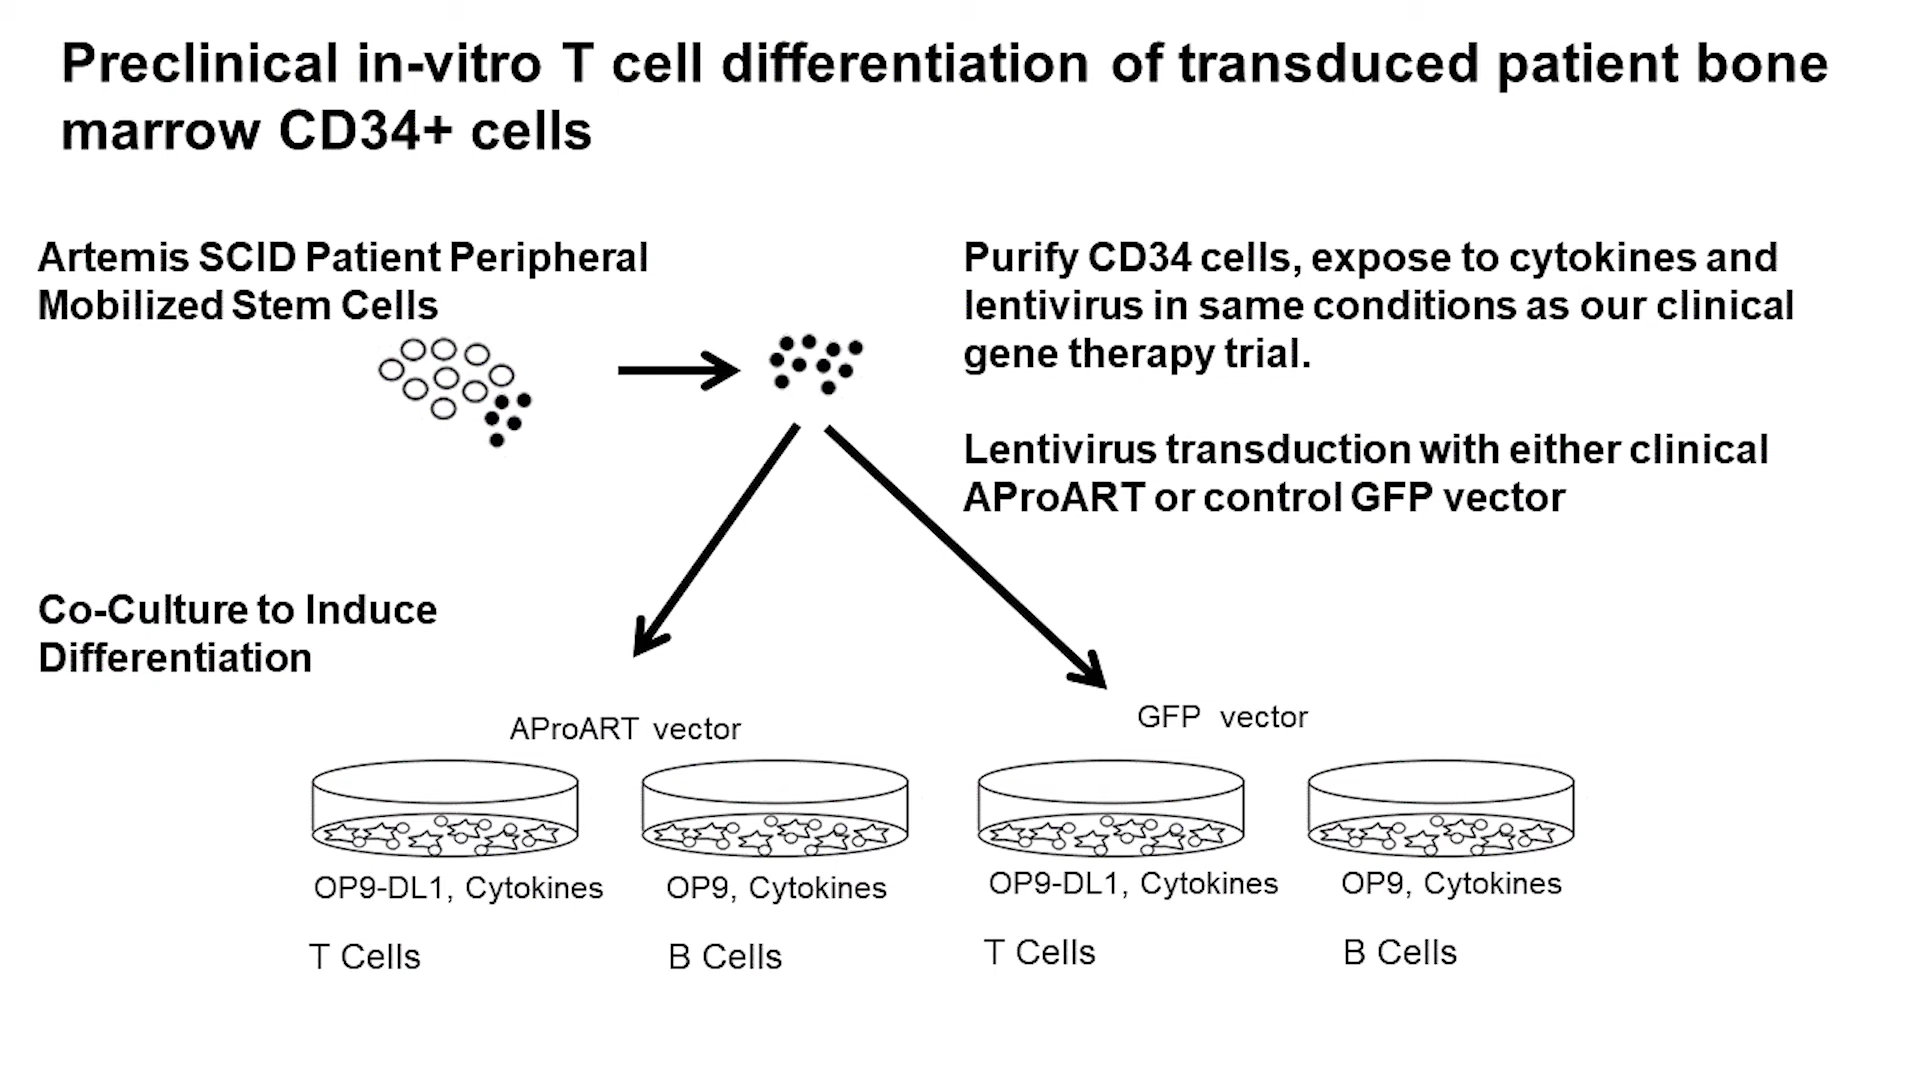 Preclinical in-vitro T cell differentiation of transduced patient bone
marrow CD34+ cells
Artemis SCID Patient Peripheral
Mobilized Stem Cells
Purify CD34 cells, expose to cytokines and
lentivirus in same conditions as our clinical
gene therapy trial.
Lentivirus transduction with either clinical
AProART or control GFP vector
Co-Culture to Induce
Differentiation
AProART vector
GFP vector
OP9-DL1, Cytokines
OP9, Cytokines
OP9-DL1, Cytokines
OP9, Cytokines
T Cells
B Cells
T Cells
B Cells